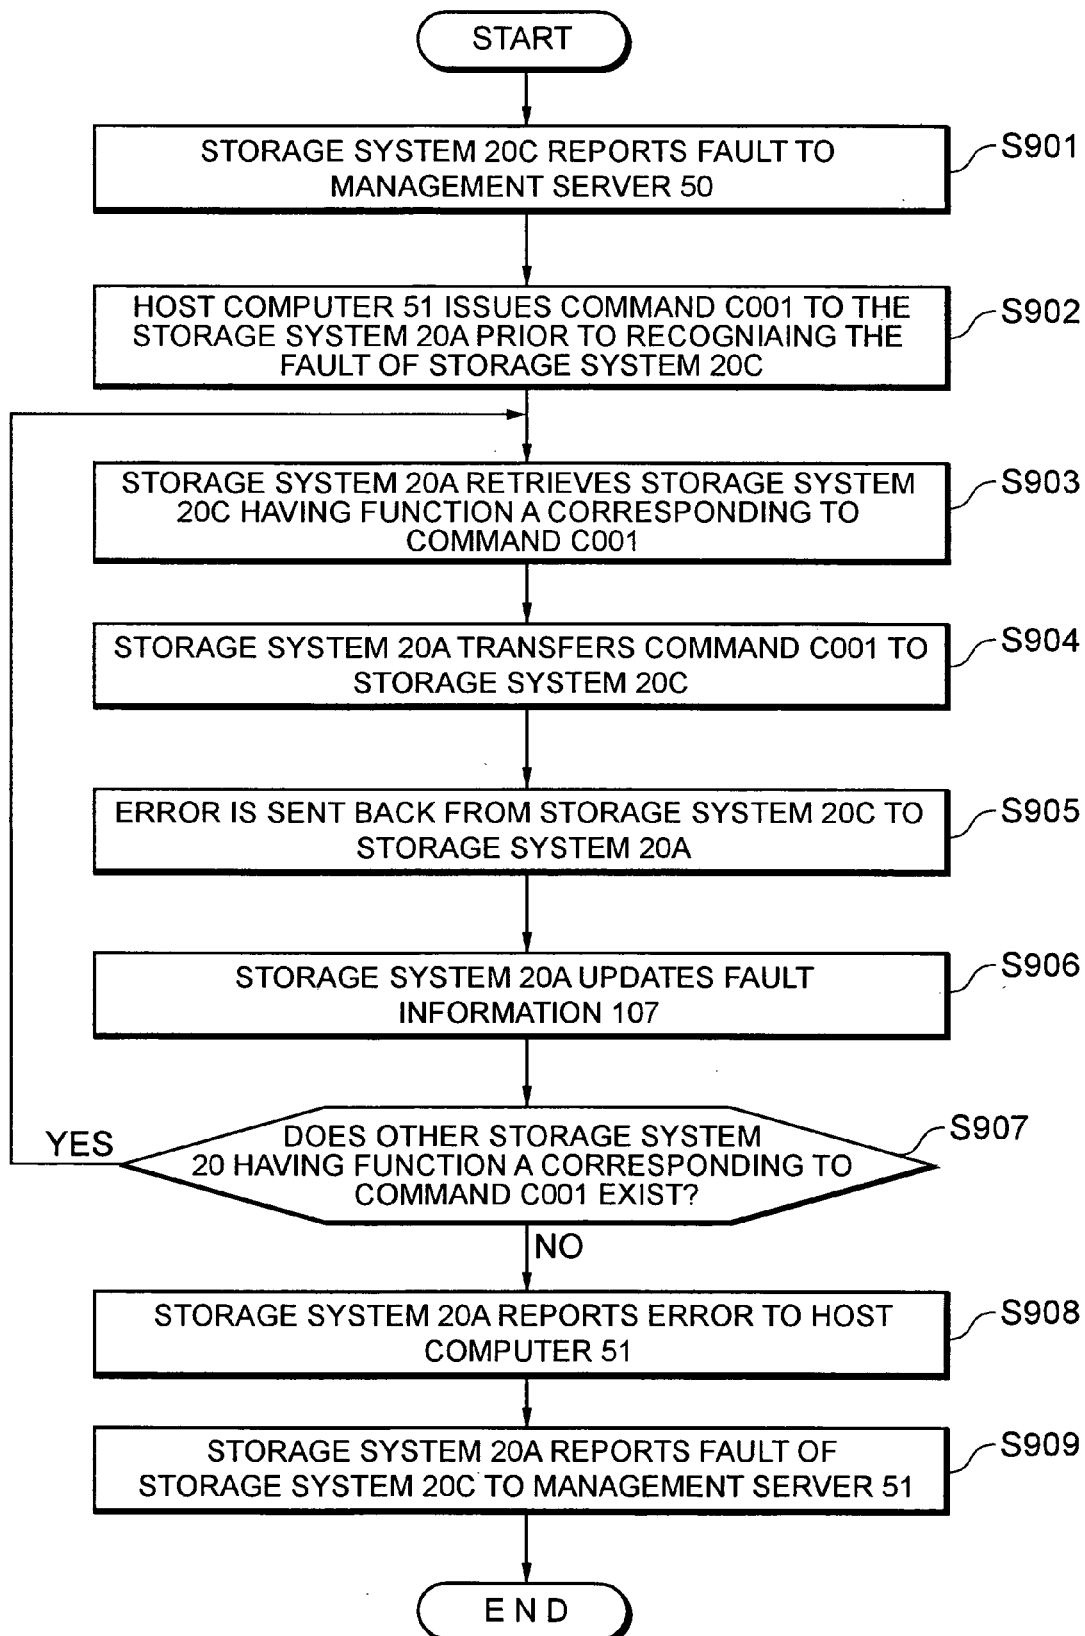 START
STORAGE SYSTEM 20C REPORTS FAULT TO
MANAGEMENT SERVER 50
S901
HOST COMPUTER 51 ISSUES COMMAND C001 TO THE
STORAGE SYSTEM 20A PRIOR TO RECOGNIAING THE
FAULT OF STORAGE SYSTEM 20C
S902
STORAGE SYSTEM 20A RETRIEVES STORAGE SYSTEM
20C HAVING FUNCTION A CORRESPONDING TO
COMMAND C001
S903
STORAGE SYSTEM 20A TRANSFERS COMMAND C001 TO
STORAGE SYSTEM 20C
S904
ERROR IS SENT BACK FROM STORAGE SYSTEM 20C TO
STORAGE SYSTEM 20A
S905
STORAGE SYSTEM 20A UPDATES FAULT
INFORMATION 107
S906
DOES OTHER STORAGE SYSTEM
20 HAVING FUNCTION A CORRESPONDING TO
COMMAND C001 EXIST?
S907
YES
NO
STORAGE SYSTEM 20A REPORTS ERROR TO HOST
COMPUTER 51
S908
STORAGE SYSTEM 20A REPORTS FAULT OF
STORAGE SYSTEM 20C TO MANAGEMENT SERVER 51
S909
END